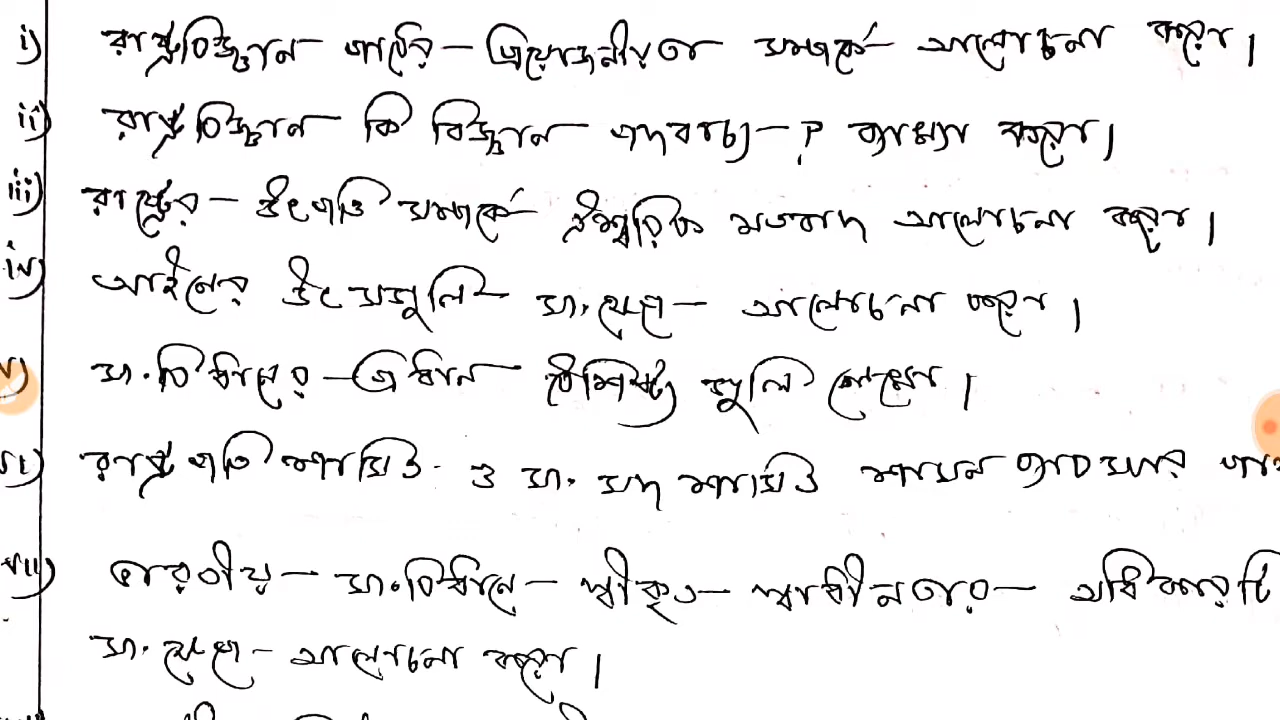 i) রাষ্ট্রবিজ্ঞান পাঠের প্রয়োজনীয়তা সম্পর্কে আলোচনা করো।
ii) রাষ্ট্রবিজ্ঞান কি বিজ্ঞান পদবাচ্য? ব্যাখ্যা করো।
iii) রাষ্ট্রের উৎপত্তি সম্পর্কে ঐশ্বরিক মতবাদ আলোচনা করো।
iv) আইনের উৎসগুলি সংক্ষেপে আলোচনা করো।
v) সংবিধানের প্রধান বৈশিষ্ট্য গুলি লেখো।
vi) রাষ্ট্রপতি শাসিত ও সংসদ শাসিত শাসন ব্যবস্থার
vii) ভারতীয় সংবিধানে স্বীকৃত স্বাধীনতার অধিকারটি
সংক্ষেপে আলোচনা করো।